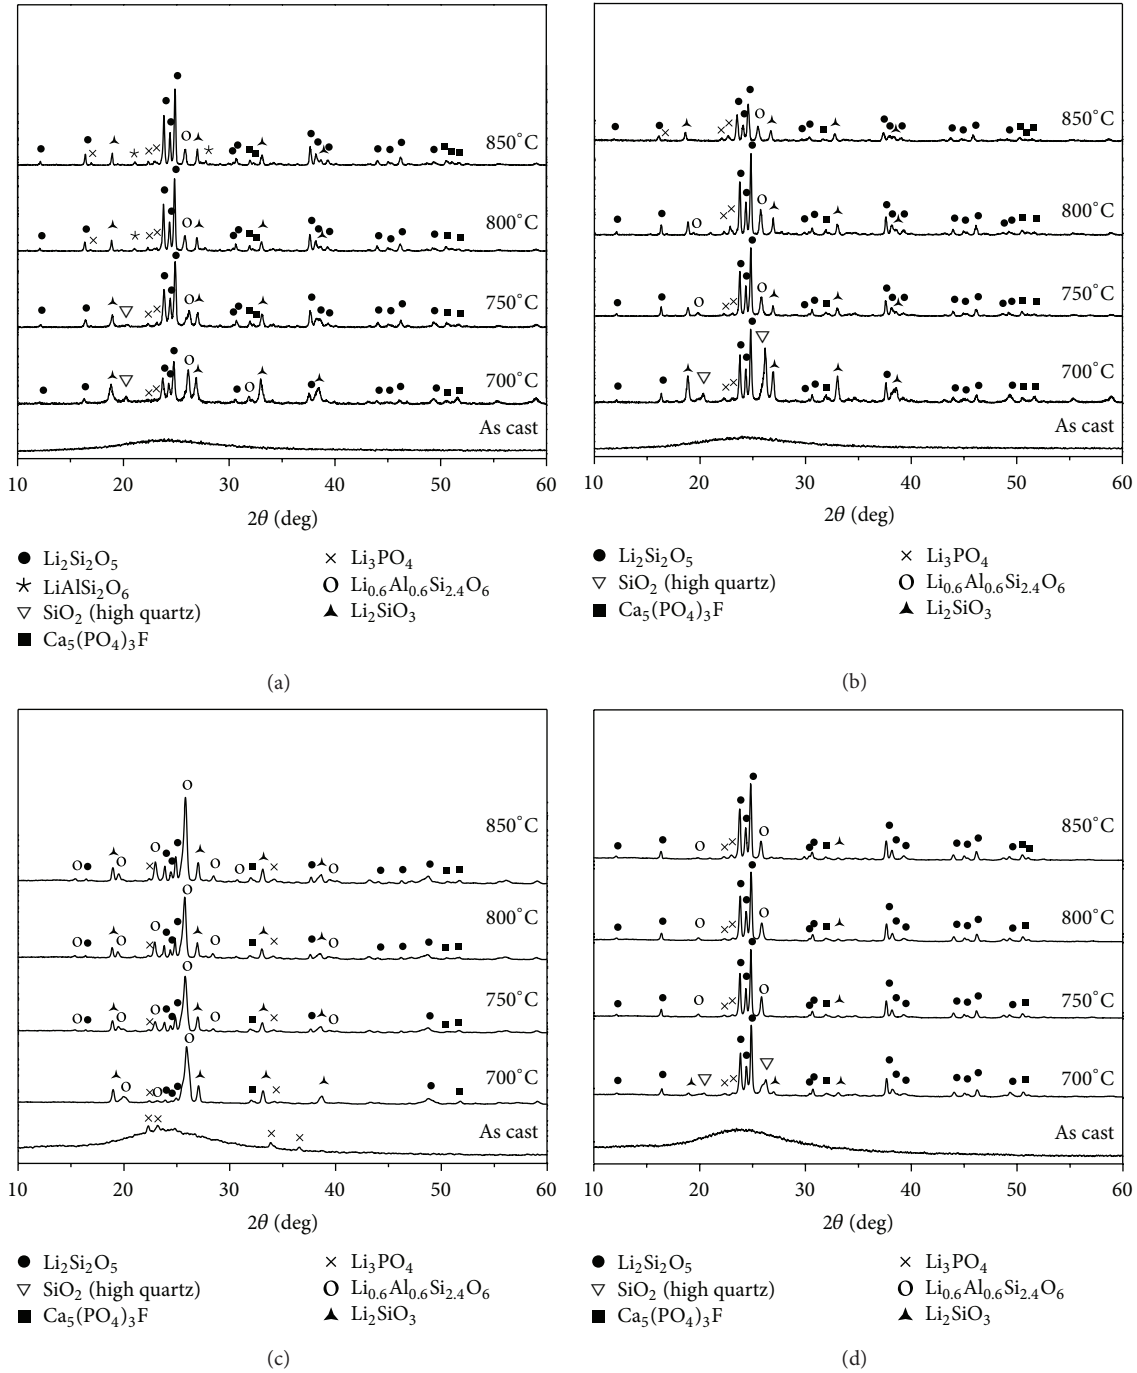 850°C
800°C
750°C
700°C
As cast
10 20 30 40 50 60
2θ (deg)
● Li₂Si₂O₅
LiAlSi₂O₆
▽ SiO₂ (high quartz)
■ Ca₅(PO₄)₃F
× Li₃PO₄
O Li₀.₆Al₀.₆Si₂.₄O₆
Li₂SiO₃
(a)
850°C
800°C
750°C
700°C
As cast
10 20 30 40 50 60
2θ (deg)
● Li₂Si₂O₅
▽ SiO₂ (high quartz)
■ Ca₅(PO₄)₃F
× Li₃PO₄
O Li₀.₆Al₀.₆Si₂.₄O₆
Li₂SiO₃
(b)
850°C
800°C
750°C
700°C
As cast
10 20 30 40 50 60
2θ (deg)
● Li₂Si₂O₅
▽ SiO₂ (high quartz)
■ Ca₅(PO₄)₃F
× Li₃PO₄
O Li₀.₆Al₀.₆Si₂.₄O₆
Li₂SiO₃
(c)
850°C
800°C
750°C
700°C
As cast
10 20 30 40 50 60
2θ (deg)
● Li₂Si₂O₅
▽ SiO₂ (high quartz)
■ Ca₅(PO₄)₃F
× Li₃PO₄
O Li₀.₆Al₀.₆Si₂.₄O₆
Li₂SiO₃
(d)